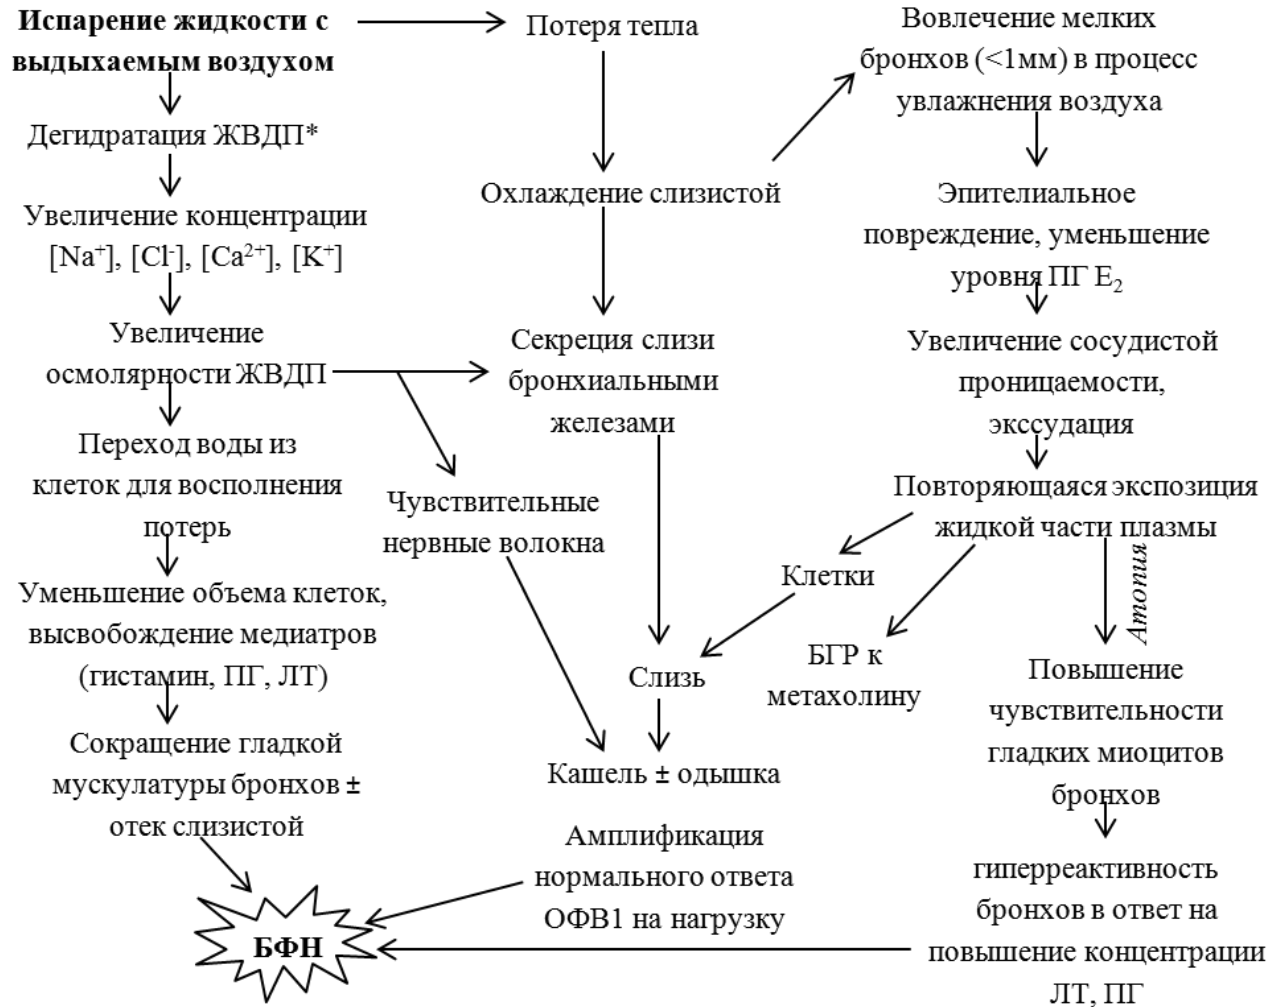 Испарение жидкости с
выдыхаемым воздухом
Дегидратация ЖВДП*
Увеличение концентрации
[Na⁺], [Cl⁻], [Ca²⁺], [K⁺]
Увеличение
осмолярности ЖВДП
Переход воды из
клеток для восполнения
потерь
Уменьшение объема клеток,
высвобождение медиатров
(гистамин, ПГ, ЛТ)
Сокращение гладкой
мускулатуры бронхов ±
отек слизистой
БФН
Потеря тепла
Охлаждение слизистой
Секреция слизи
бронхиальными
железами
Чувствительные
нервные волокна
Слизь
Кашель ± одышка
Амплификация
нормального ответа
ОФВ1 на нагрузку
Вовлечение мелких
бронхов (<1мм) в процесс
увлажнения воздуха
Эпителиальное
повреждение, уменьшение
уровня ПГ Е₂
Увеличение сосудистой
проницаемости,
экссудация
Повторяющаяся экспозиция
жидкой части плазмы
Клетки
БГР к
метахолину
Атопия
Повышение
чувствительности
гладких миоцитов
бронхов
гиперреактивность
бронхов в ответ на
повышение концентрации
ЛТ, ПГ